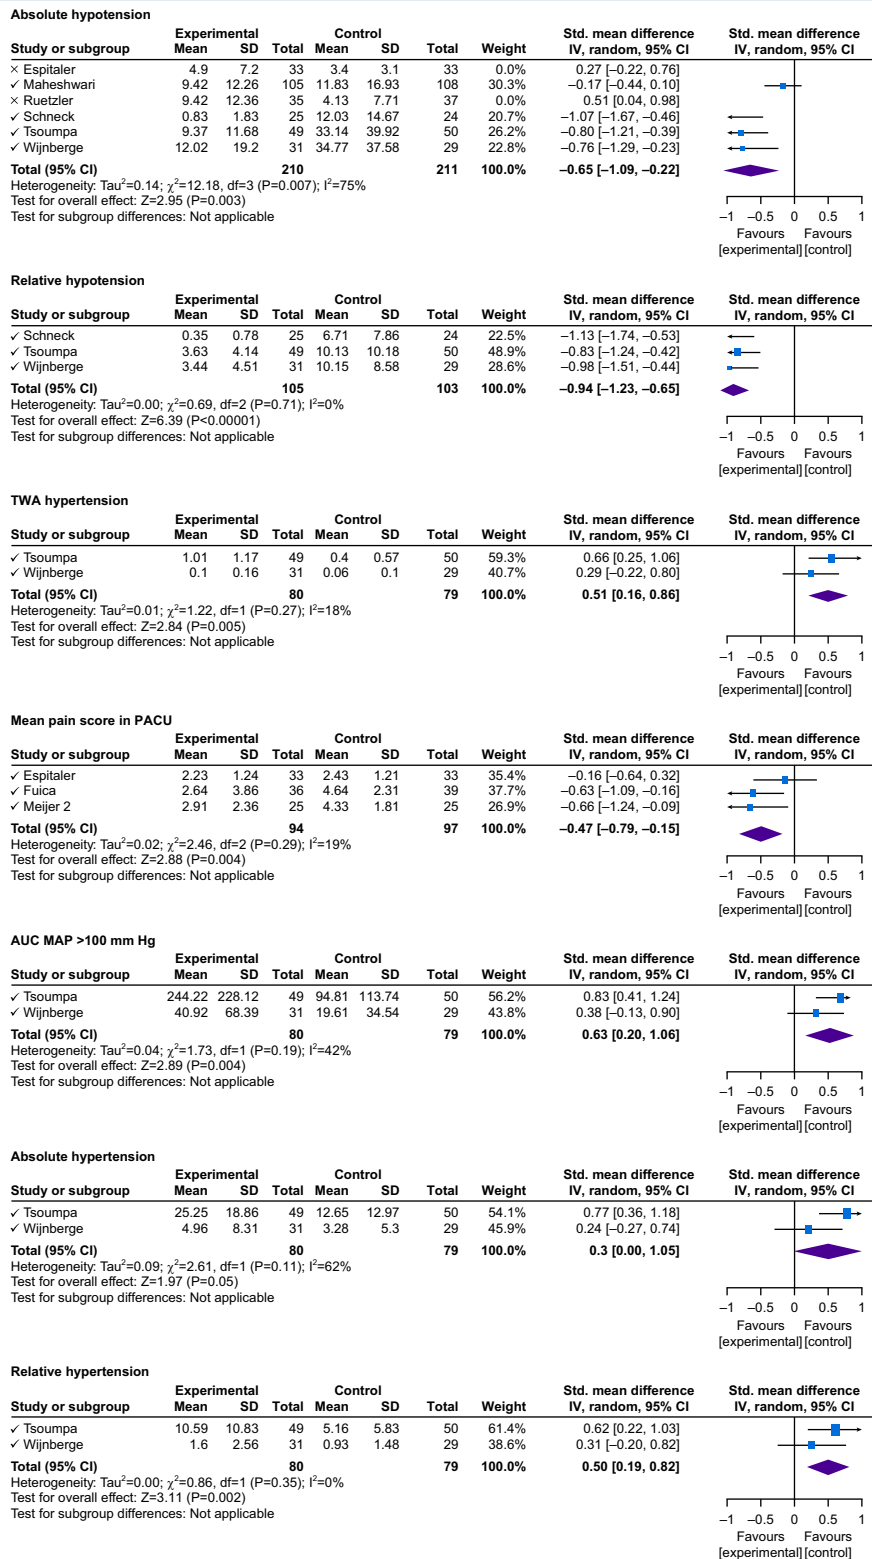 Absolute hypotension
Experimental Control Std. mean difference Std. mean difference
Study or subgroup Mean SD Total Mean SD Total Weight IV, random, 95% CI IV, random, 95% CI
× Espitaler 4.9 7.2 33 3.4 3.1 33 0.0% 0.27 [–0.22, 0.76]
✓ Maheshwari 9.42 12.26 105 11.83 16.93 108 30.3% –0.17 (–0.44, 0.10]
× Ruetzler 9.42 12.36 35 4.13 7.71 37 0.0% 0.51 (0.04, 0.98]
✓ Schneck 0.83 1.83 25 12.03 14.67 24 20.7% –1.07 (–1.67, –0.46]
✓ Tsoumpa 9.37 11.68 49 33.14 39.92 50 26.2% –0.80 (–1.21, –0.39]
✓ Wijnberge 12.02 19.2 31 34.77 37.58 29 22.8% –0.76 [–1.29, –0.23]
Total (95% CI) 210 211 100.0% –0.65 [–1.09, –0.22]
Heterogeneity: Tau²=0.14; χ²=12.18, df=3 (P=0.007); I²=75%
Test for overall effect: Z=2.95 (P=0.003)
Test for subgroup differences: Not applicable
–1 –0.5 0 0.5 1
Favours Favours
[experimental] [control]
Relative hypotension
Experimental Control Std. mean difference Std. mean difference
Study or subgroup Mean SD Total Mean SD Total Weight IV, random, 95% CI IV, random, 95% CI
✓ Schneck 0.35 0.78 25 6.71 7.86 24 22.5% –1.13 [–1.74, –0.53]
✓ Tsoumpa 3.63 4.14 49 10.13 10.18 50 48.9% –0.83 [–1.24, –0.42]
✓ Wijnberge 3.44 4.51 31 10.15 8.58 29 28.6% –0.98 [–1.51, –0.44]
Total (95% CI) 105 103 100.0% –0.94 [–1.23, –0.65]
Heterogeneity: Tau²=0.00; χ²=0.69, df=2 (P=0.71); I²=0%
Test for overall effect: Z=6.39 (P<0.00001)
Test for subgroup differences: Not applicable
–1 –0.5 0 0.5 1
Favours Favours
[experimental] [control]
TWA hypertension
Experimental Control Std. mean difference Std. mean difference
Study or subgroup Mean SD Total Mean SD Total Weight IV, random, 95% CI IV, random, 95% CI
✓ Tsoumpa 1.01 1.17 49 0.4 0.57 50 59.3% 0.66 [0.25, 1.06]
✓ Wijnberge 0.1 0.16 31 0.06 0.1 29 40.7% 0.29 [–0.22, 0.80]
Total (95% CI) 80 79 100.0% 0.51 [0.16, 0.86]
Heterogeneity: Tau²=0.01; χ²=1.22, df=1 (P=0.27); I²=18%
Test for overall effect: Z=2.84 (P=0.005)
Test for subgroup differences: Not applicable
–1 –0.5 0 0.5 1
Favours Favours
[experimental] [control]
Mean pain score in PACU
Experimental Control Std. mean difference Std. mean difference
Study or subgroup Mean SD Total Mean SD Total Weight IV, random, 95% CI IV, random, 95% CI
✓ Espitaler 2.23 1.24 33 2.43 1.21 33 35.4% –0.16 [–0.64, 0.32]
✓ Fuica 2.64 3.86 36 4.64 2.31 39 37.7% –0.63 [–1.09, –0.16]
✓ Meijer 2 2.91 2.36 25 4.33 1.81 25 26.9% –0.66 [–1.24, –0.09]
Total (95% CI) 94 97 100.0% –0.47 [–0.79, –0.15]
Heterogeneity: Tau²=0.02; χ²=2.46, df=2 (P=0.29); I²=19%
Test for overall effect: Z=2.88 (P=0.004)
Test for subgroup differences: Not applicable
–1 –0.5 0 0.5 1
Favours Favours
[experimental] [control]
AUC MAP >100 mm Hg
Experimental Control Std. mean difference Std. mean difference
Study or subgroup Mean SD Total Mean SD Total Weight IV, random, 95% CI IV, random, 95% CI
✓ Tsoumpa 244.22 228.12 49 94.81 113.74 50 56.2% 0.83 [0.41, 1.24]
✓ Wijnberge 40.92 68.39 31 19.61 34.54 29 43.8% 0.38 [–0.13, 0.90]
Total (95% CI) 80 79 100.0% 0.63 [0.20, 1.06]
Heterogeneity: Tau²=0.04; χ²=1.73, df=1 (P=0.19); I²=42%
Test for overall effect: Z=2.89 (P=0.004)
Test for subgroup differences: Not applicable
–1 –0.5 0 0.5 1
Favours Favours
[experimental] [control]
Absolute hypertension
Experimental Control Std. mean difference Std. mean difference
Study or subgroup Mean SD Total Mean SD Total Weight IV, random, 95% CI IV, random, 95% CI
✓ Tsoumpa 25.25 18.86 49 12.65 12.97 50 54.1% 0.77 [0.36, 1.18]
✓ Wijnberge 4.96 8.31 31 3.28 5.3 29 45.9% 0.24 [–0.27, 0.74]
Total (95% CI) 80 79 100.0% 0.3 [0.00, 1.05]
Heterogeneity: Tau²=0.09; χ²=2.61, df=1 (P=0.11); I²=62%
Test for overall effect: Z=1.97 (P=0.05)
Test for subgroup differences: Not applicable
–1 –0.5 0 0.5 1
Favours Favours
[experimental] [control]
Relative hypertension
Experimental Control Std. mean difference Std. mean difference
Study or subgroup Mean SD Total Mean SD Total Weight IV, random, 95% CI IV, random, 95% CI
✓ Tsoumpa 10.59 10.83 49 5.16 5.83 50 61.4% 0.62 [0.22, 1.03]
✓ Wijnberge 1.6 2.56 31 0.93 1.48 29 38.6% 0.31 [–0.20, 0.82]
Total (95% CI) 80 79 100.0% 0.50 [0.19, 0.82]
Heterogeneity: Tau²=0.00; χ²=0.86, df=1 (P=0.35); I²=0%
Test for overall effect: Z=3.11 (P=0.002)
Test for subgroup differences: Not applicable
–1 –0.5 0 0.5 1
Favours Favours
[experimental] [control]